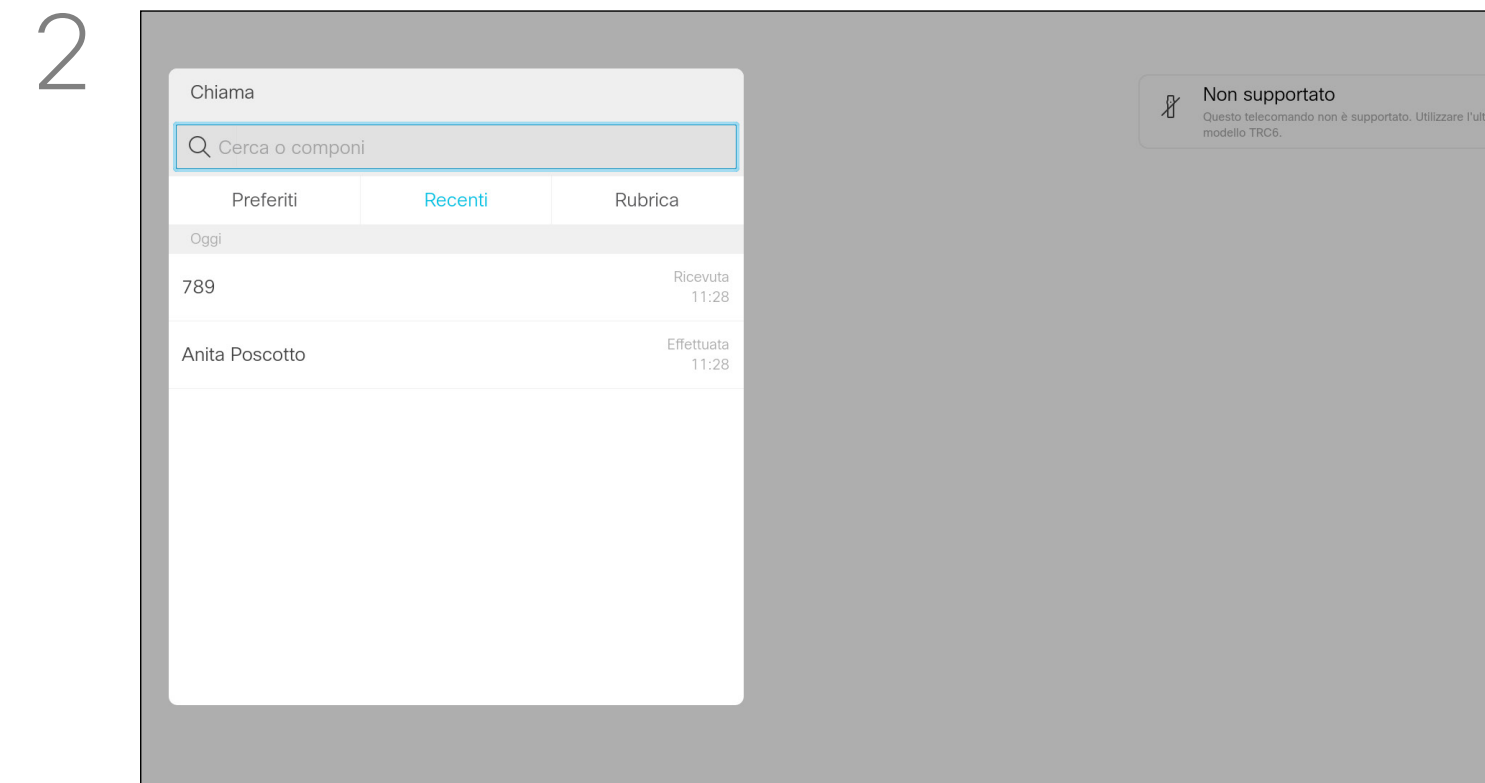 2
Chiama
Cerca o componi
Preferiti Recenti Rubrica
Oggi
789
Ricevuta
11:28
Anita Poscotto
Effettuata
11:28
Non supportato
Questo telecomando non è supportato. Utilizzare
modello TRC6.